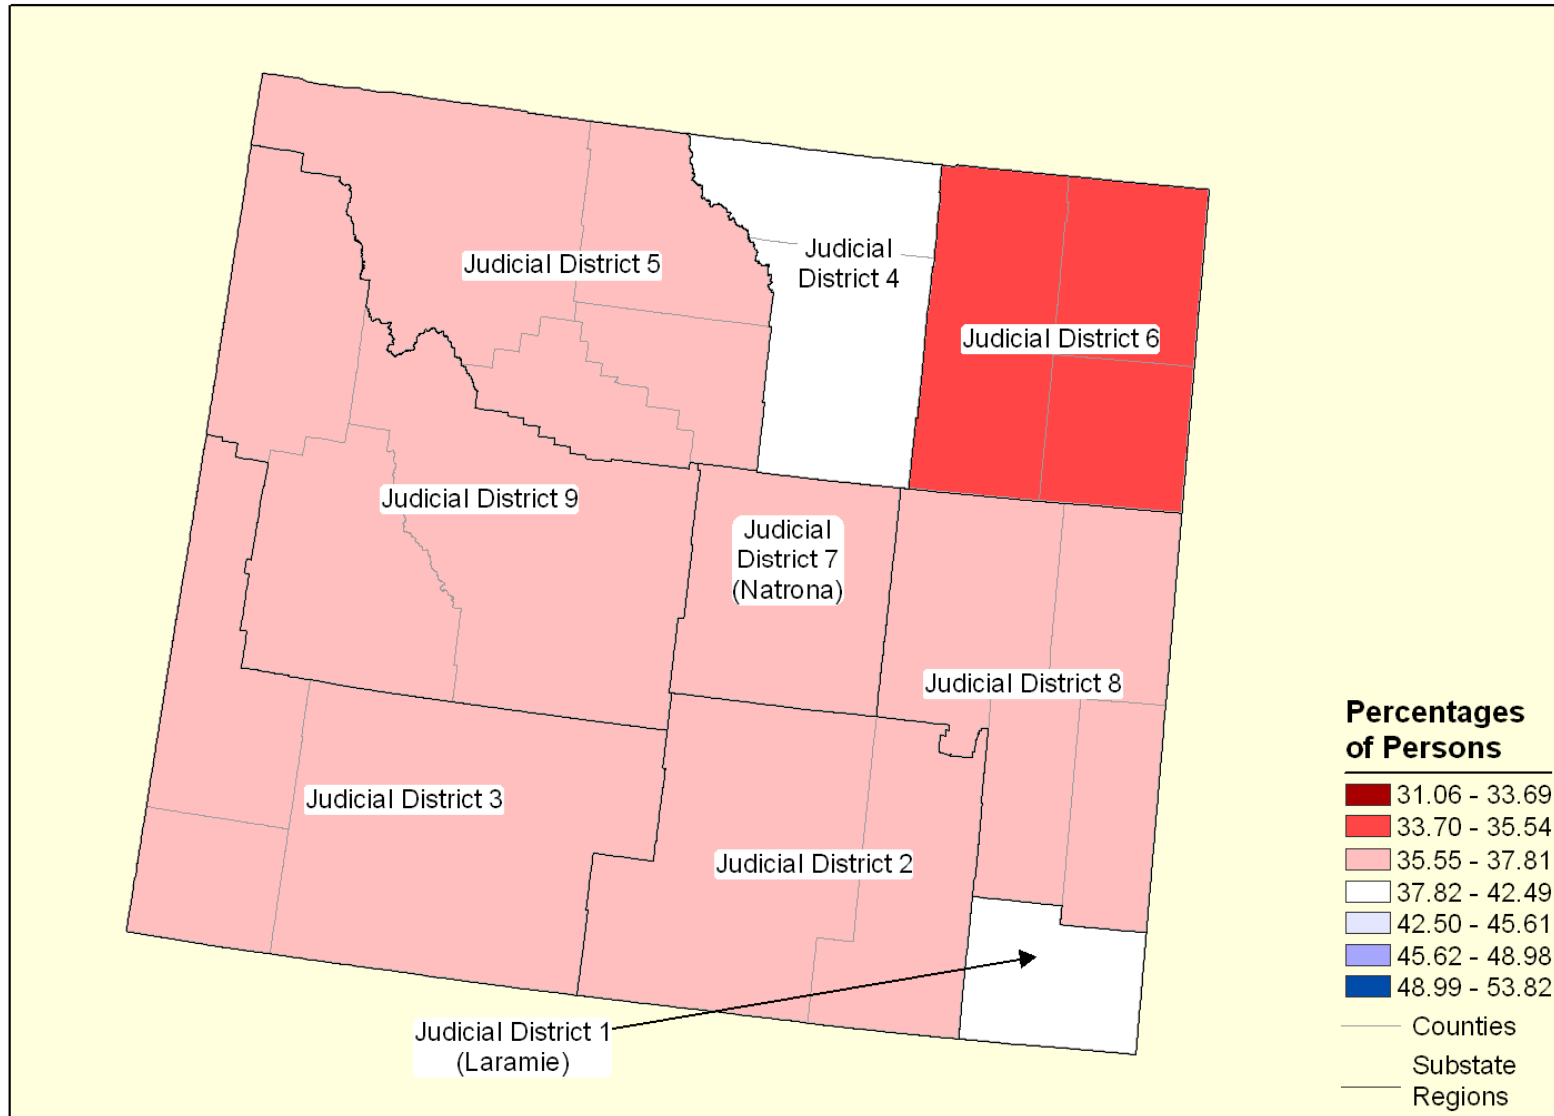 Judicial District 5
Judicial
District 4
Judicial District 6
Judicial District 9
Judicial
District 7
(Natrona)
Judicial District 8
Judicial District 3
Judicial District 2
Judicial District 1
(Laramie)
Percentages
of Persons
31.06 - 33.69
33.70 - 35.54
35.55 - 37.81
37.82 - 42.49
42.50 - 45.61
45.62 - 48.98
48.99 - 53.82
Counties
Substate
Regions